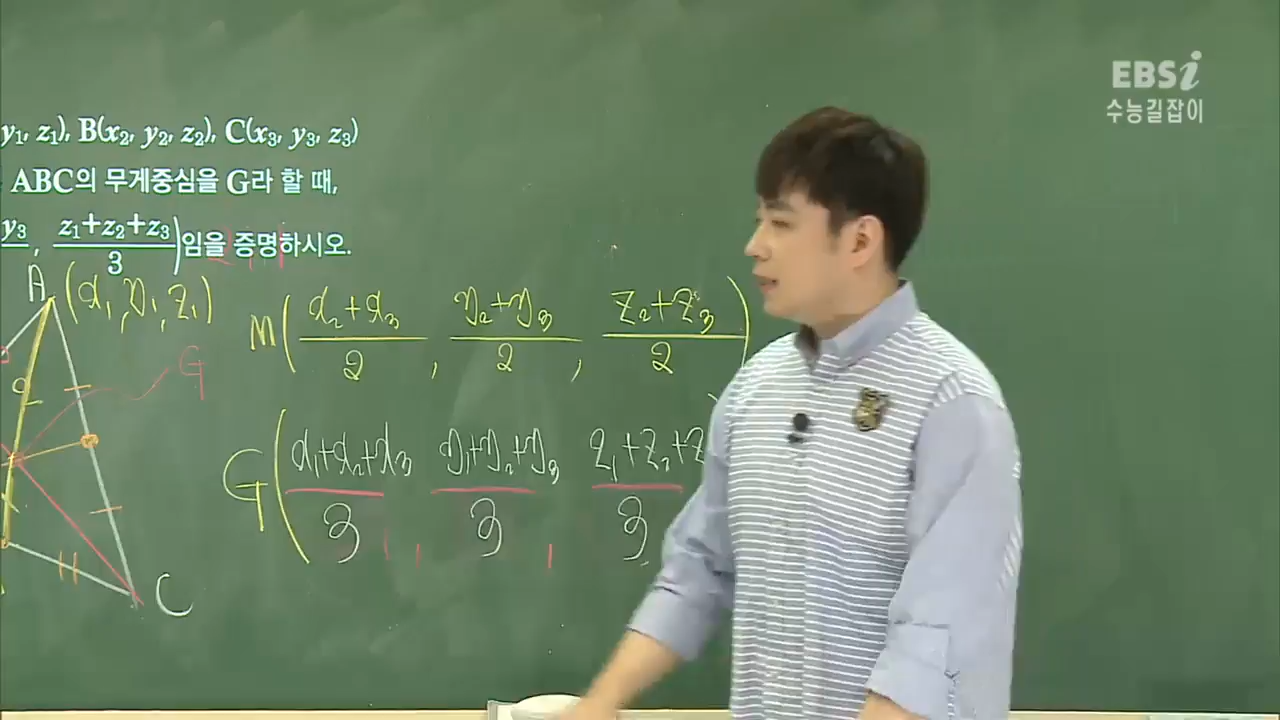 EBSi
수능길잡이
y₁, z₁), B(x₂, y₂, z₂), C(x₃, y₃, z₃)
ABC의 무게중심을 G라 할 때,
y₃, (z₁+z₂+z₃)/3)임을 증명하시오.
A(x₁, y₁, z₁)
M((x₂+x₃)/2, (y₂+y₃)/2, (z₂+z₃)/2)
G
G((x₁+x₂+x₃)/3, (y₁+y₂+y₃)/3, (z₁+z₂+z)/3
C